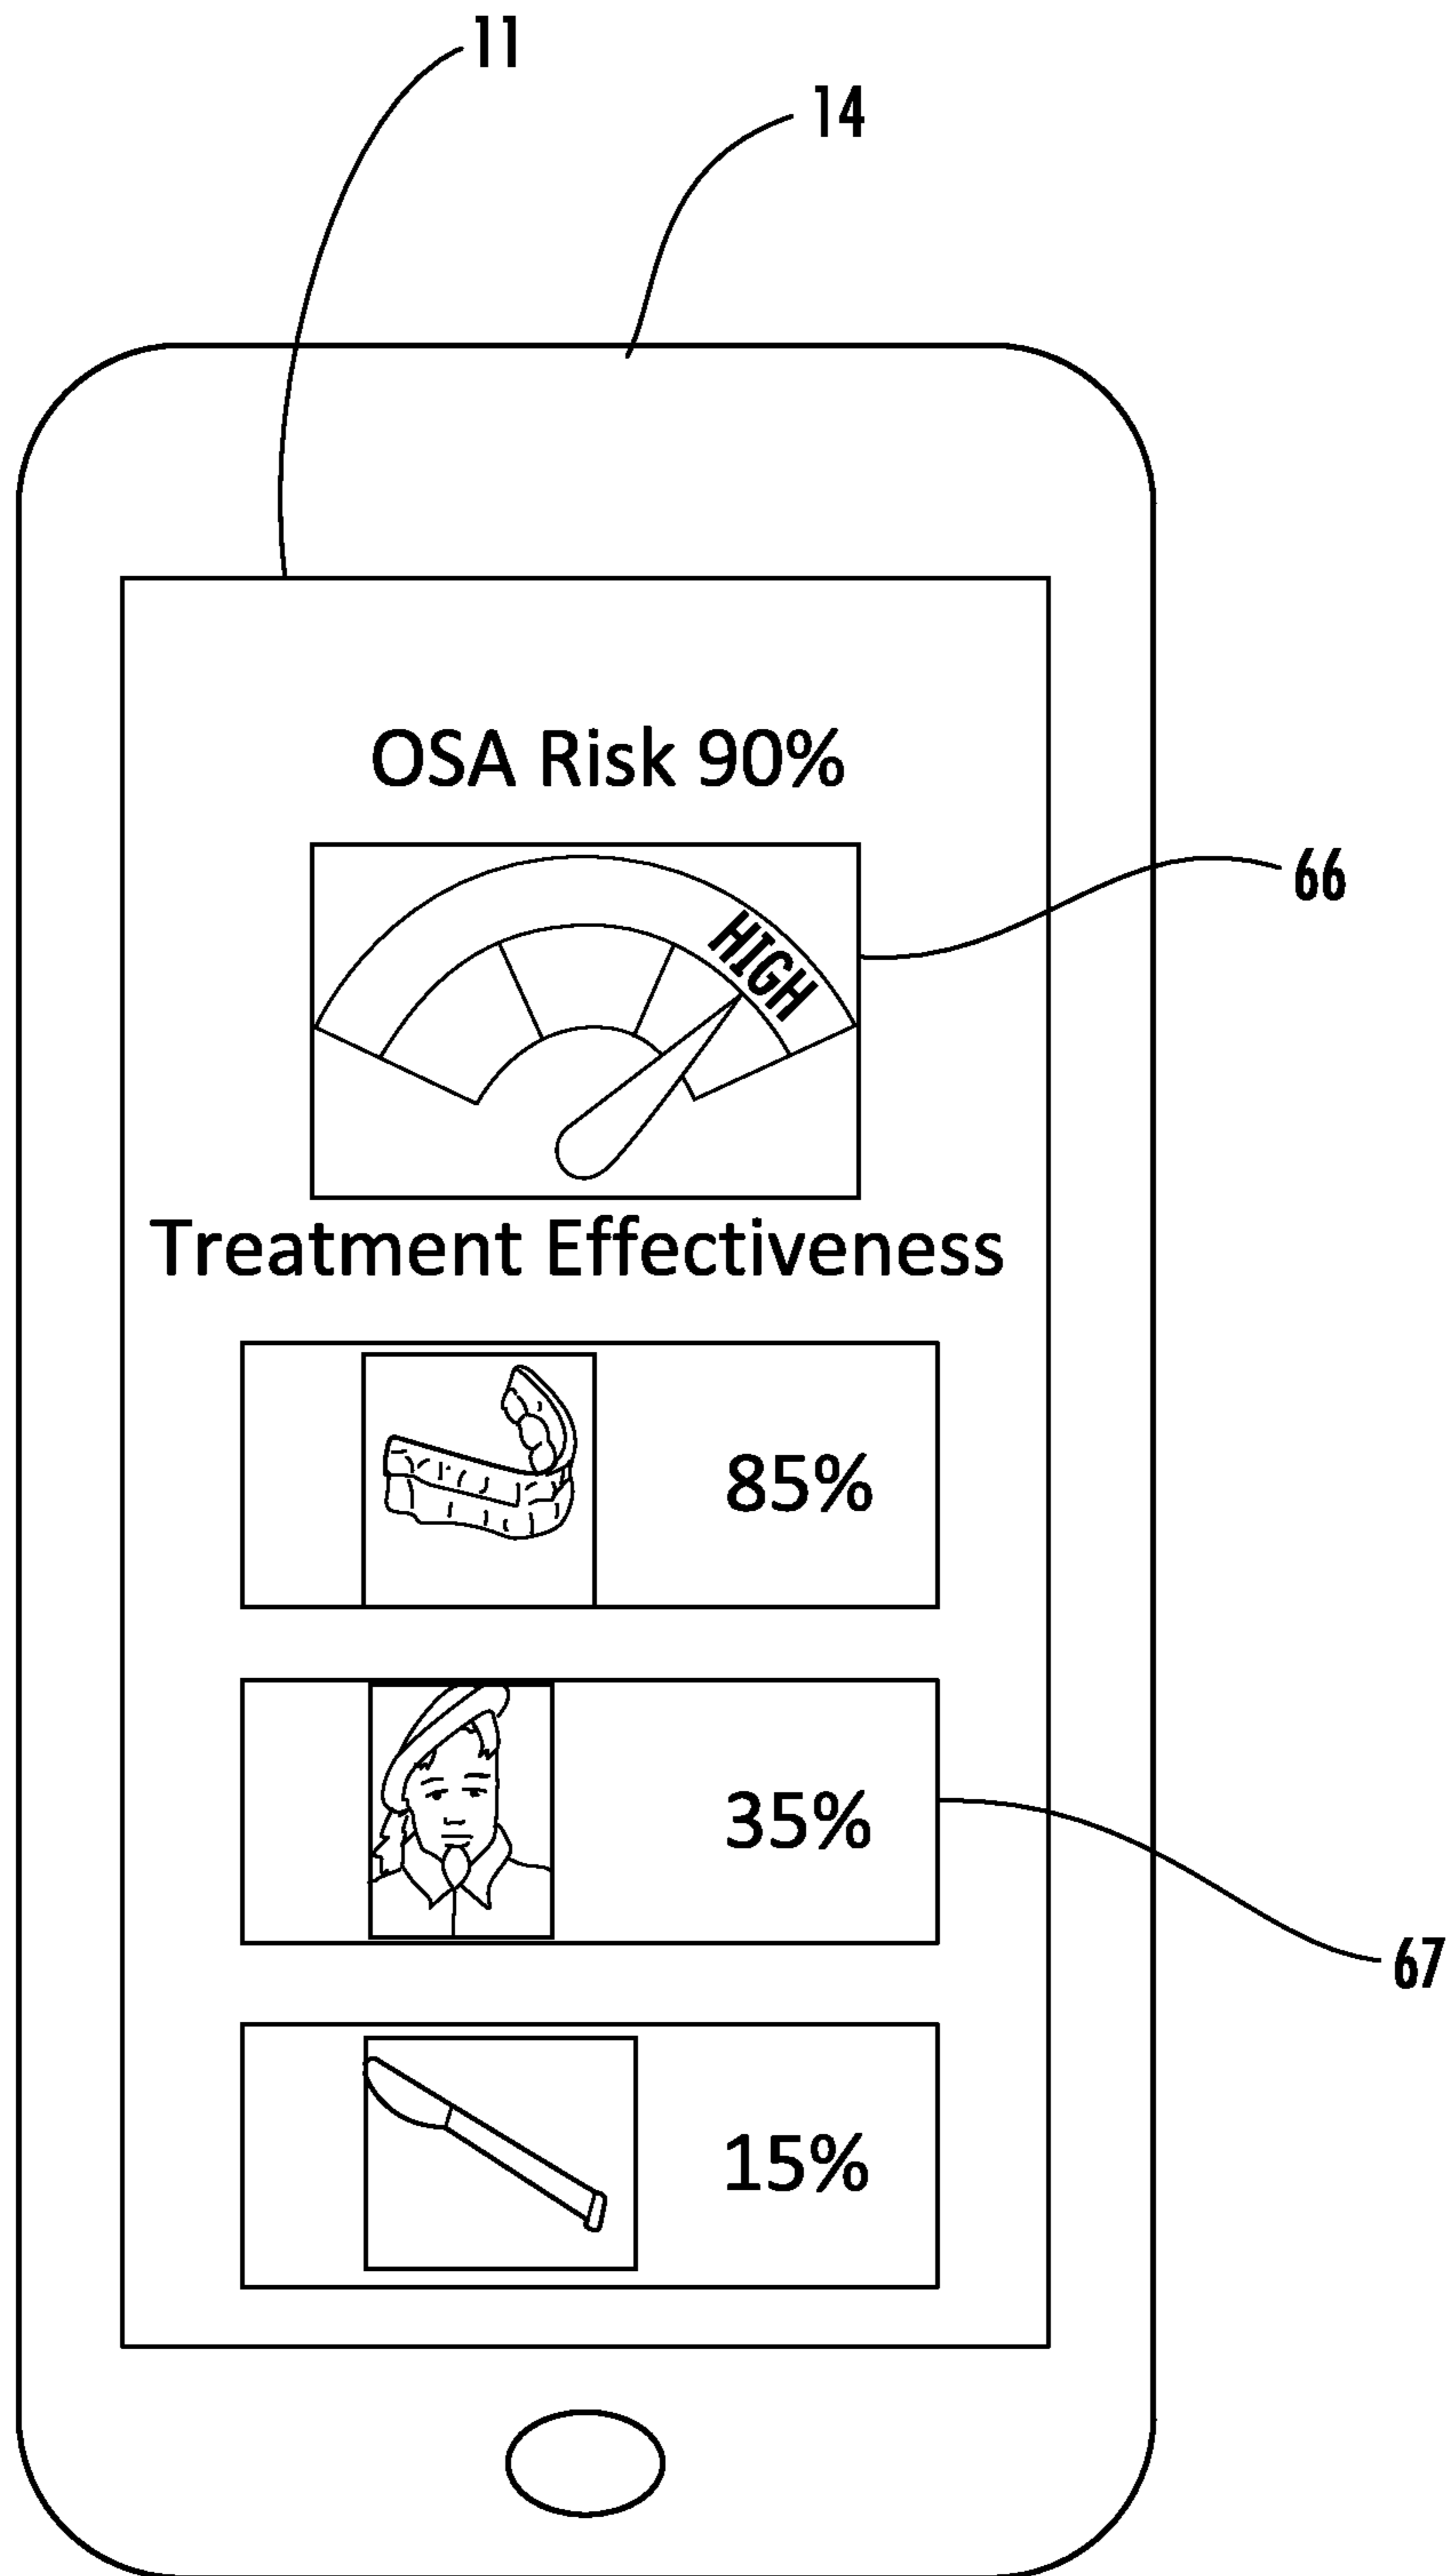 11
14
OSA Risk 90%
HIGH
66
Treatment Effectiveness
85%
35%
67
15%